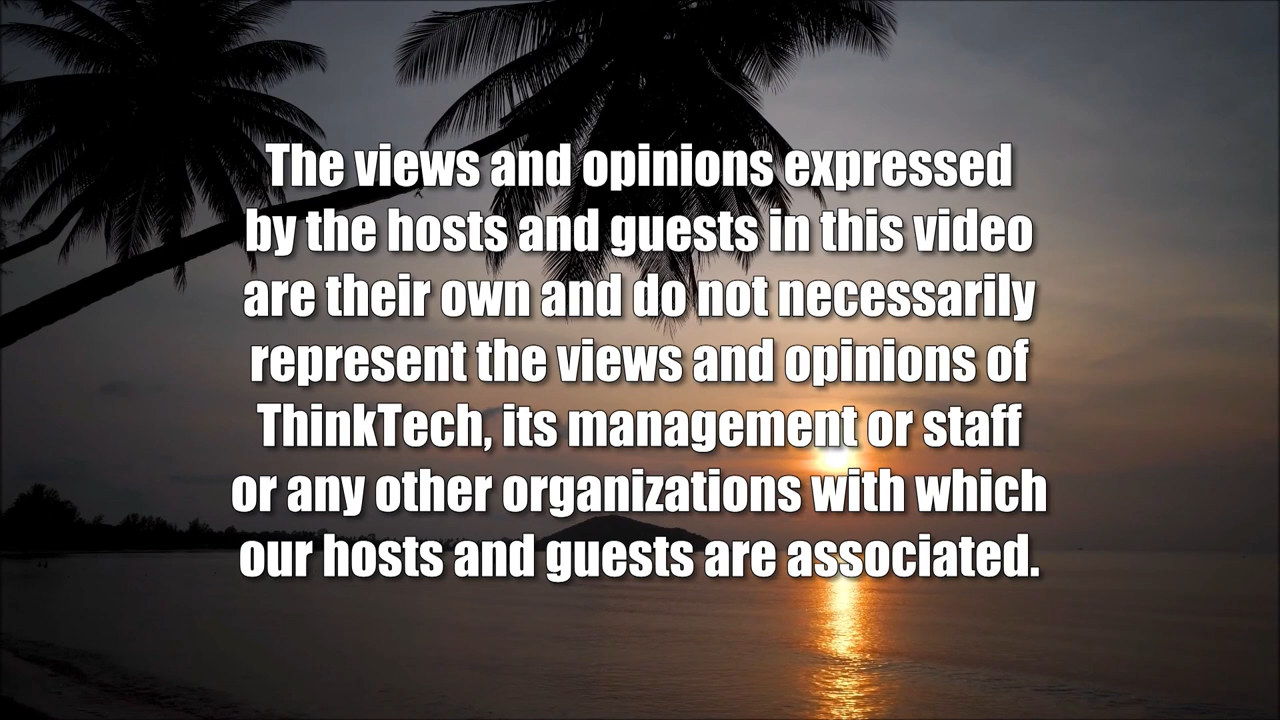 The views and opinions expressed
by the hosts and guests in this video
are their own and do not necessarily
represent the views and opinions of
ThinkTech, its management or staff
or any other organizations with which
our hosts and guests are associated.